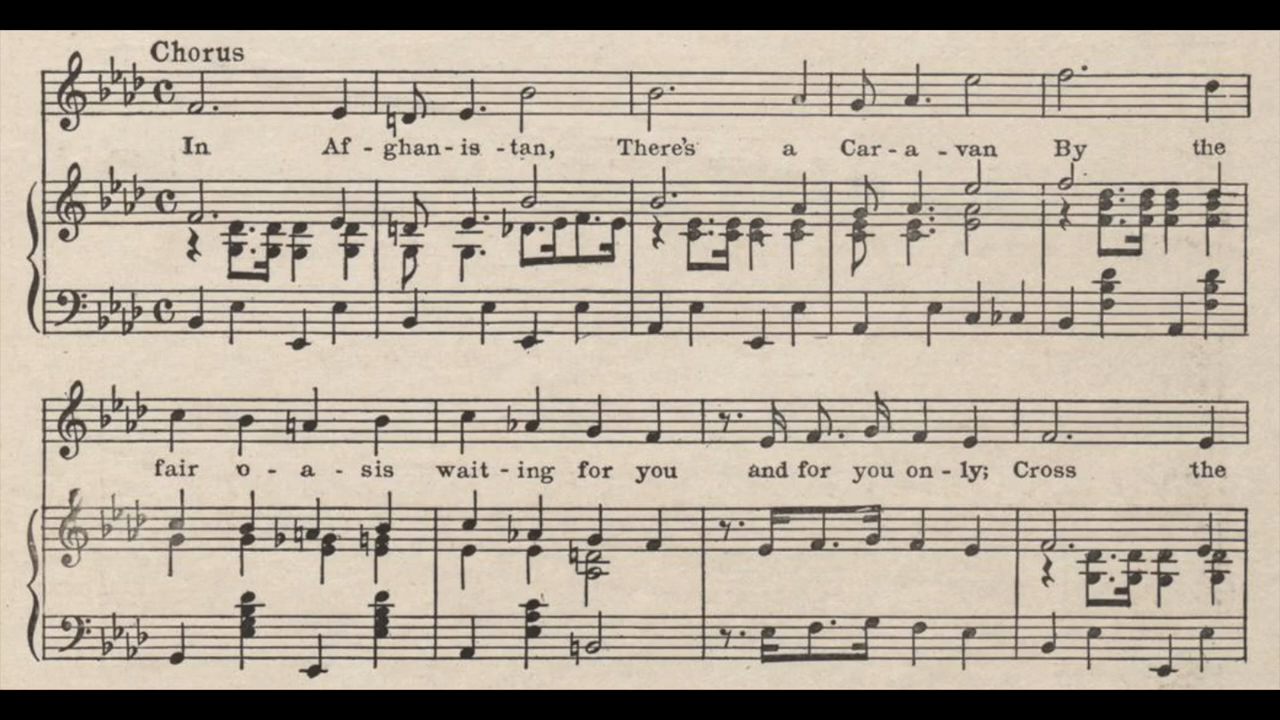 Chorus
In Af - ghan - is - tan, There's a Car - a - van By the
fair o - a - sis wait - ing for you and for you on - ly; Cross the